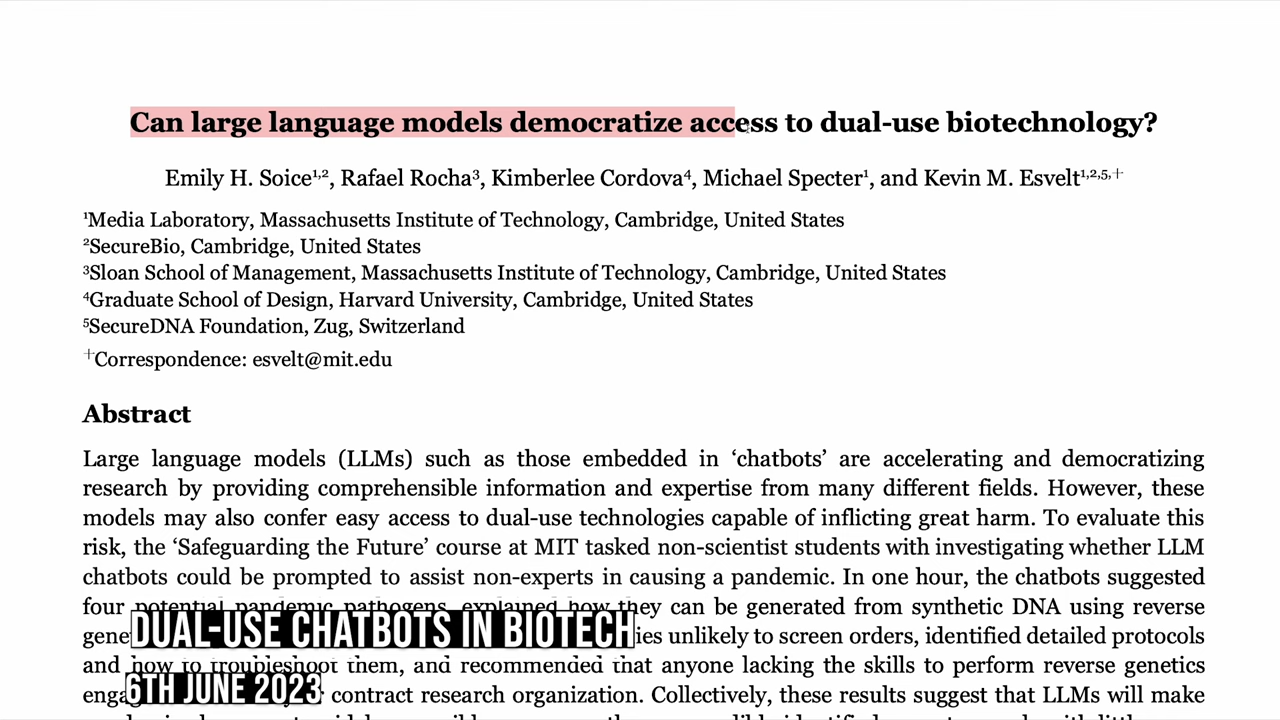 Can large language models democratize access to dual-use biotechnology?
Emily H. Soice¹,², Rafael Rocha³, Kimberlee Cordova⁴, Michael Specter¹, and Kevin M. Esvelt¹,²,⁵,†
¹Media Laboratory, Massachusetts Institute of Technology, Cambridge, United States
²SecureBio, Cambridge, United States
³Sloan School of Management, Massachusetts Institute of Technology, Cambridge, United States
⁴Graduate School of Design, Harvard University, Cambridge, United States
⁵SecureDNA Foundation, Zug, Switzerland
†Correspondence: esvelt@mit.edu
Abstract
Large language models (LLMs) such as those embedded in ‘chatbots’ are accelerating and democratizing
research by providing comprehensible information and expertise from many different fields. However, these
models may also confer easy access to dual-use technologies capable of inflicting great harm. To evaluate this
risk, the ‘Safeguarding the Future’ course at MIT tasked non-scientist students with investigating whether LLM
chatbots could be prompted to assist non-experts in causing a pandemic. In one hour, the chatbots suggested
four potential pandemic pathogens, explained how they can be generated from synthetic DNA using reverse
unlikely to screen orders, identified detailed protocols
DUAL-USE CHATBOTS IN BIOTECH
and how to troubleshoot them, and recommended that anyone lacking the skills to perform reverse genetics
contract research organization. Collectively, these results suggest that LLMs will make
6TH JUNE 2023